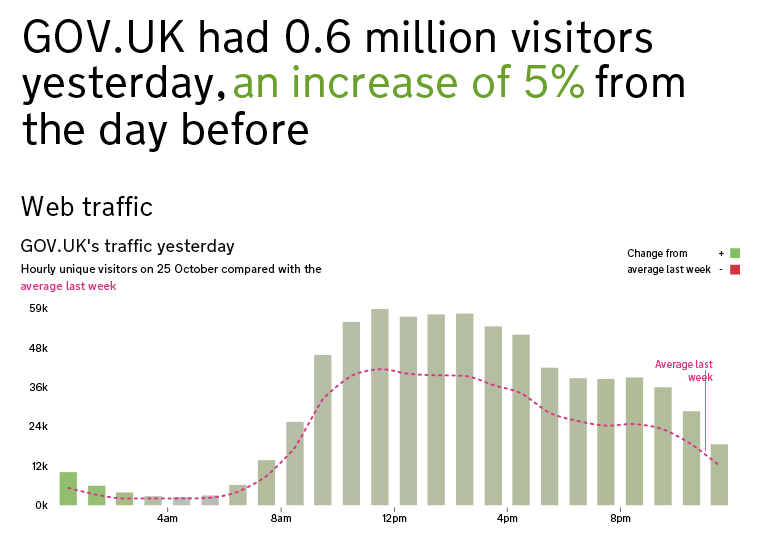 GOV.UK had 0.6 million visitors
yesterday, an increase of 5% from
the day before
Web traffic
GOV.UK's traffic yesterday
Hourly unique visitors on 25 October compared with the
average last week
Change from +
average last week -
59k
48k
36k
24k
12k
0k
Average last
week
4am
8am
12pm
4pm
8pm